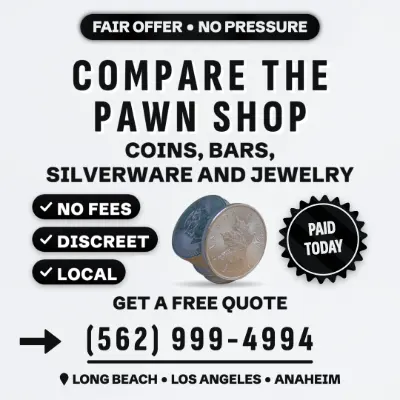 FAIR OFFER • NO PRESSURE
COMPARE THE
PAWN SHOP
COINS, BARS,
SILVERWARE AND JEWELRY
NO FEES
DISCREET
LOCAL
PAID
TODAY
GET A FREE QUOTE
(562) 999-4994
LONG BEACH • LOS ANGELES • ANAHEIM